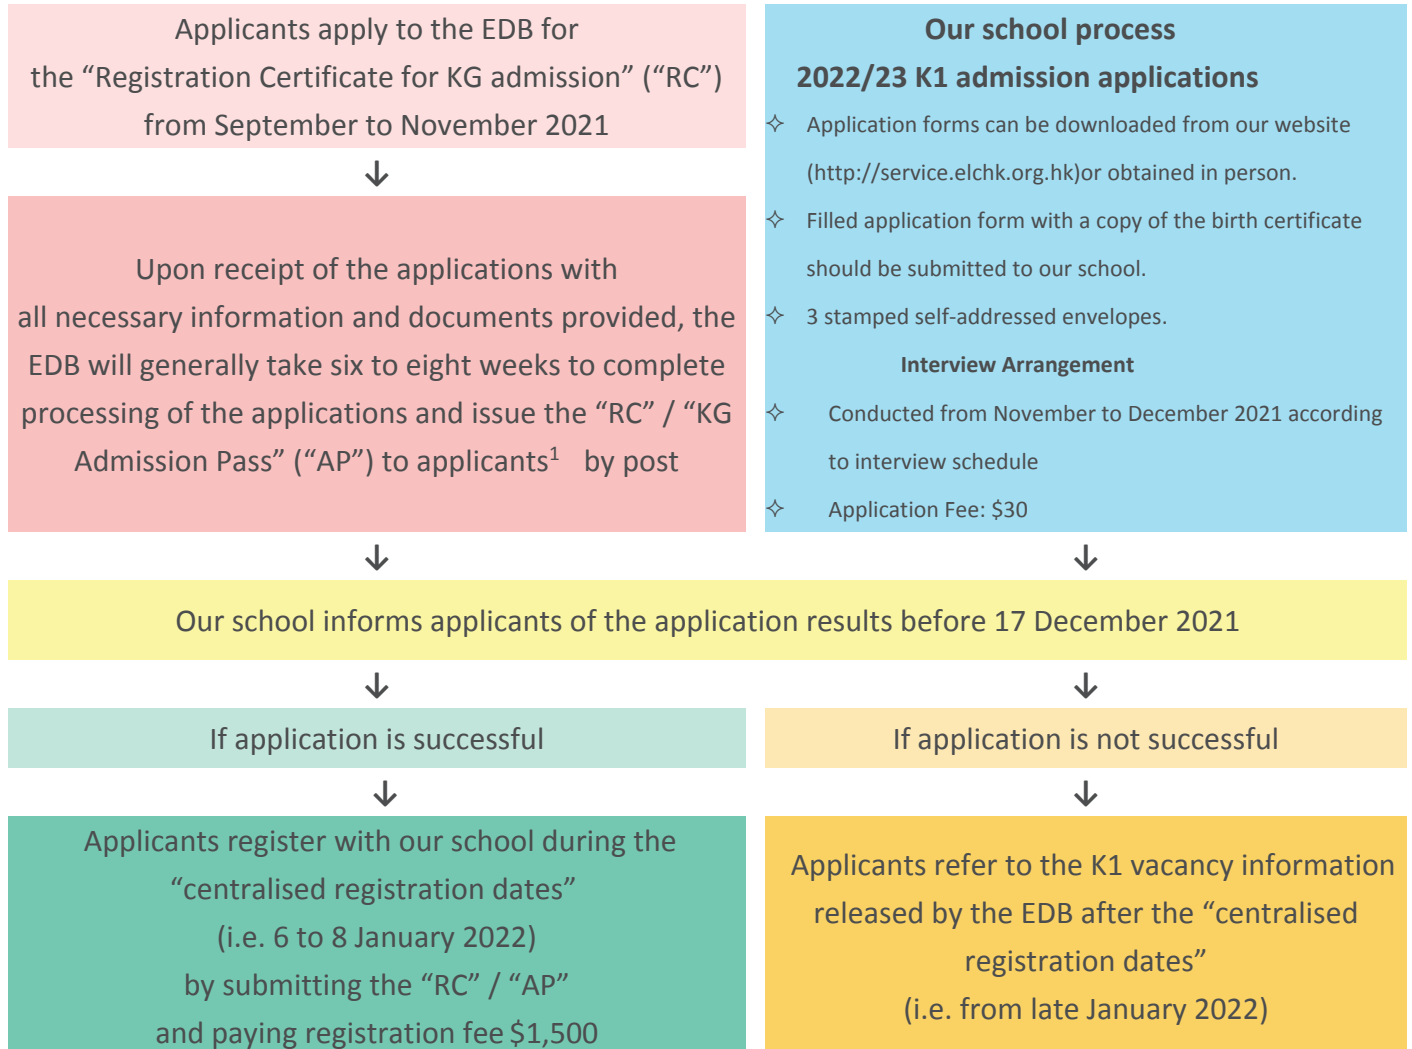 Applicants apply to the EDB for
the “Registration Certificate for KG admission” (“RC”)
from September to November 2021
↓
Upon receipt of the applications with
all necessary information and documents provided, the
EDB will generally take six to eight weeks to complete
processing of the applications and issue the “RC” / “KG
Admission Pass” (“AP”) to applicants1 by post
Our school process
2022/23 K1 admission applications
✧ Application forms can be downloaded from our website
(http://service.elchk.org.hk)or obtained in person.
✧ Filled application form with a copy of the birth certificate
should be submitted to our school.
✧ 3 stamped self-addressed envelopes.
Interview Arrangement
✧ Conducted from November to December 2021 according
to interview schedule
✧ Application Fee: $30
↓ ↓
Our school informs applicants of the application results before 17 December 2021
↓ ↓
If application is successful
↓
Applicants register with our school during the
“centralised registration dates”
(i.e. 6 to 8 January 2022)
by submitting the “RC” / “AP”
and paying registration fee $1,500
If application is not successful
↓
Applicants refer to the K1 vacancy information
released by the EDB after the “centralised
registration dates”
(i.e. from late January 2022)